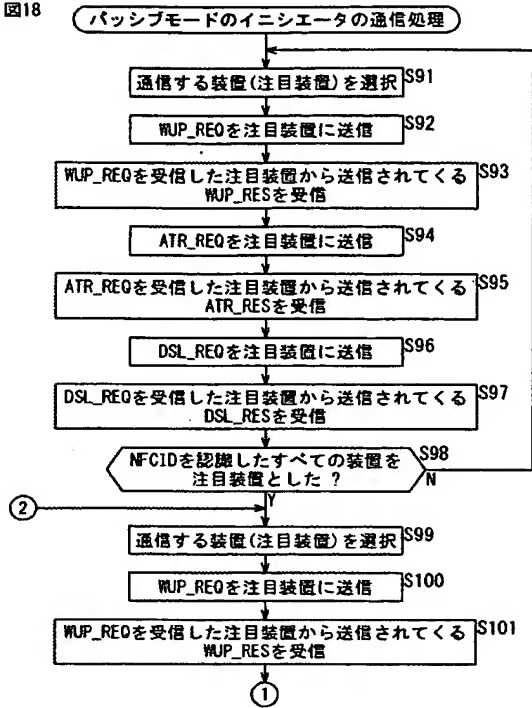 図18
パッシブモードのイニシエータの通信処理
通信する装置(注目装置)を選択 S91
WUP_REQを注目装置に送信 S92
WUP_REQを受信した注目装置から送信されてくる S93
WUP_RESを受信
ATR_REQを注目装置に送信 S94
ATR_REQを受信した注目装置から送信されてくる S95
ATR_RESを受信
DSL_REQを注目装置に送信 S96
DSL_REQを受信した注目装置から送信されてくる S97
DSL_RESを受信
NFCIDを認識したすべての装置を S98
注目装置とした ? N
Y
②
通信する装置(注目装置)を選択 S99
WUP_REQを注目装置に送信 S100
WUP_REQを受信した注目装置から送信されてくる S101
WUP_RESを受信
①